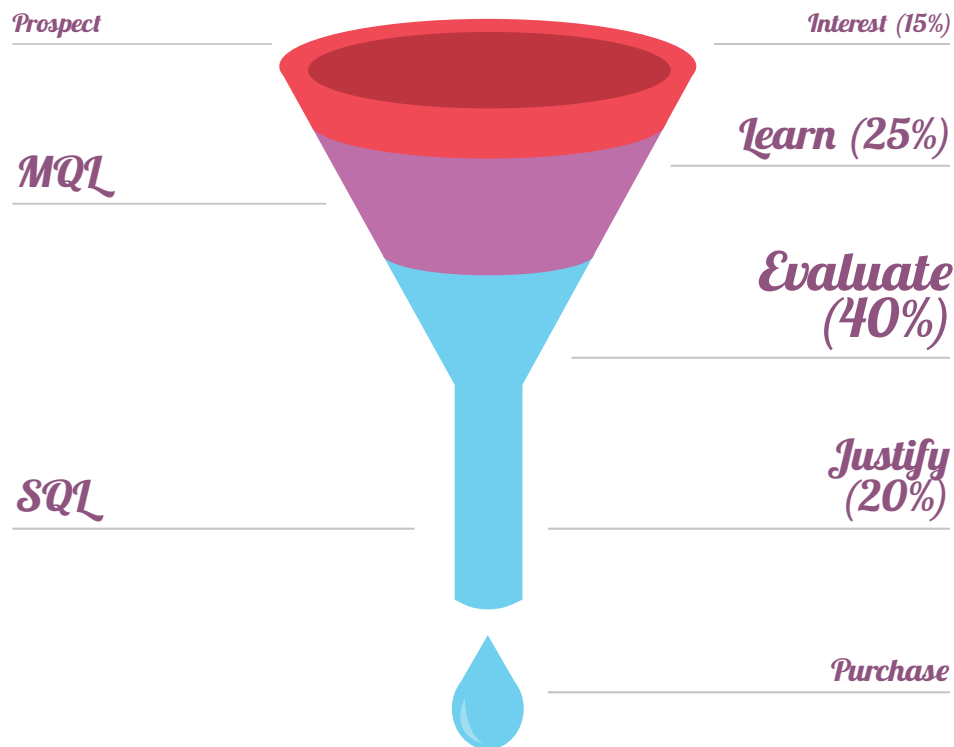 Prospect
Interest (15%)
Learn (25%)
MQL
Evaluate
(40%)
Justify
(20%)
SQL
Purchase